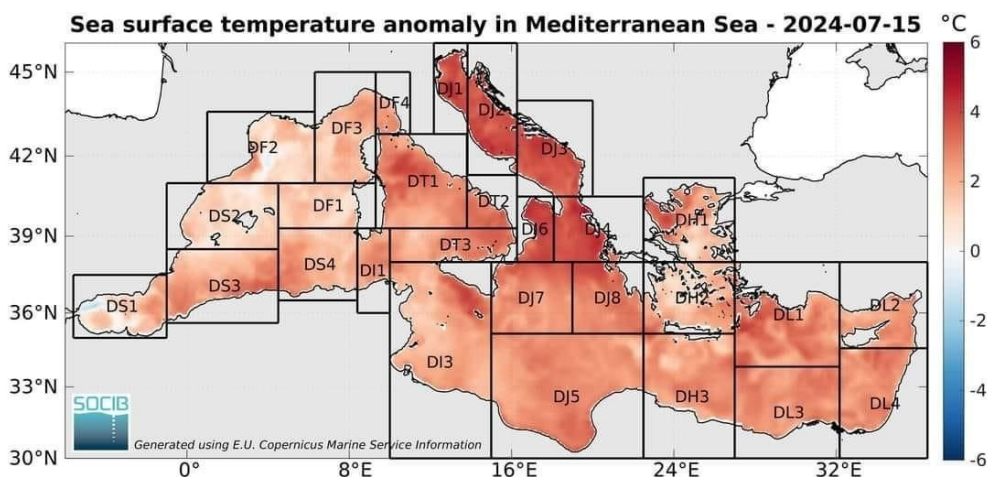 Sea surface temperature anomaly in Mediterranean Sea - 2024-07-15
°C
45°N
42°N
39°N
36°N
33°N
30°N
0°
8°E
16°E
24°E
32°E
6
4
2
0
-2
-4
-6
DJ1
DF4
DJ2
DF3
DF2
DJ3
DT1
DT2
DF1
DS2
DH1
DJ6
DJ4
DT3
DS4
DI1
DS3
DS1
DJ7
DJ8
DH2
DL2
DL1
DI3
DJ5
DH3
DL3
DL4
SOCIB
Generated using E.U. Copernicus Marine Service Information